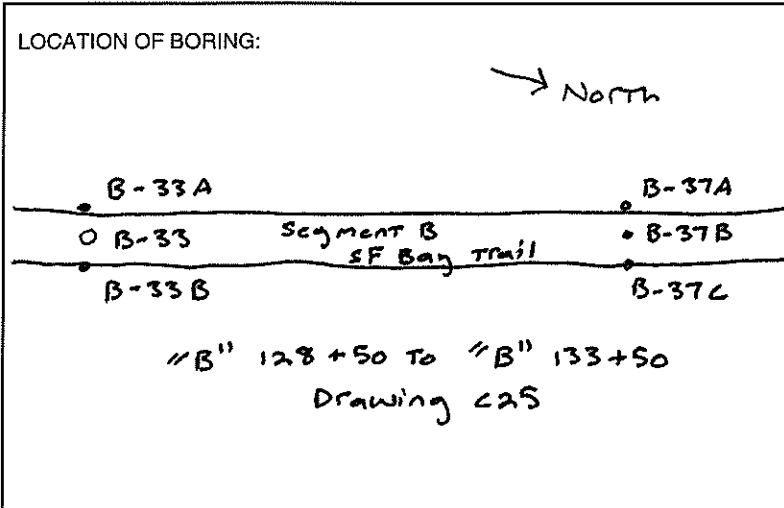 LOCATION OF BORING:
North
B-33A
B-37A
B-33
Segment B
B-37B
SF Bay Trail
B-33B
B-37C
"B" 128+50 To "B" 133+50
Drawing C25